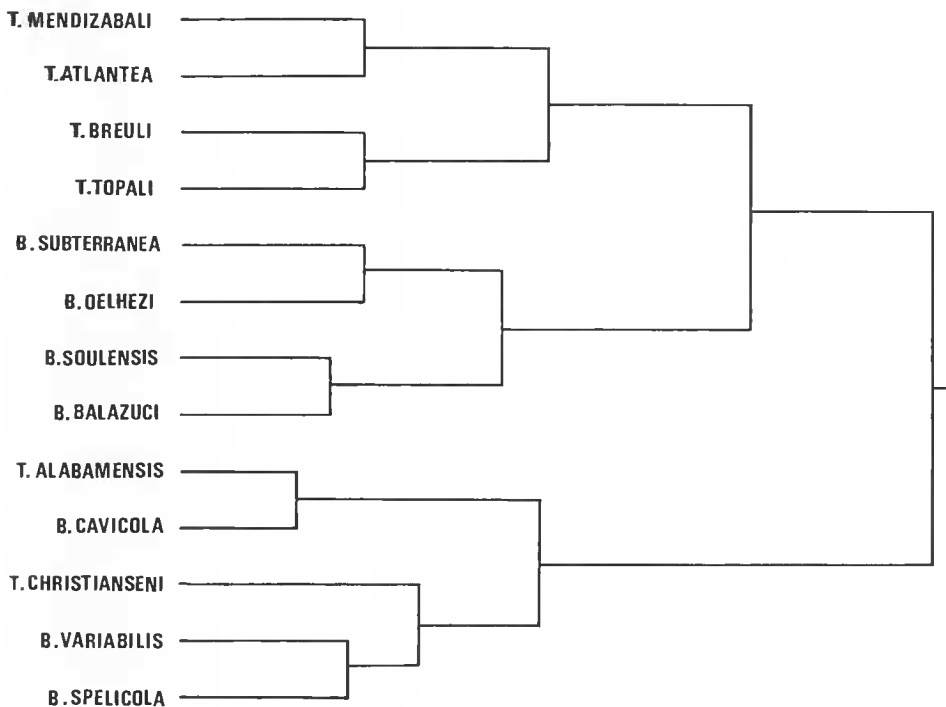 T. MENDIZABALI
T. ATLANTEA
T. BREULI
T. TOPALI
B. SUBTERRANEA
B. OELHEZI
B. SOULENSIS
B. BALAZUCI
T. ALABAMENSIS
B. CAVICOLA
T. CHRISTIANSENI
B. VARIABILIS
B. SPELICOLA